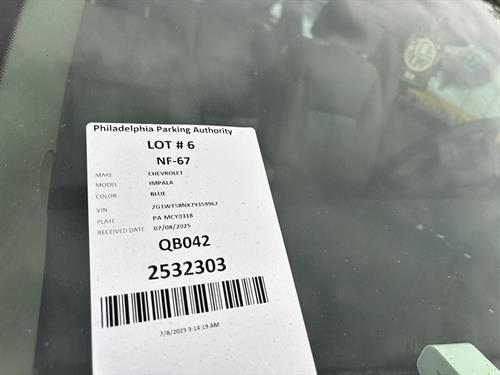 Philadelphia Parking Authority
LOT # 6
NF-67
MAKE CHEVROLET
MODEL IMPALA
COLOR BLUE
VIN 2G1WT58NX79359967
PLATE PA MCY0318
RECEIVED DATE 07/08/2025
QB042
2532303
7/8/2025 3:14:19 AM